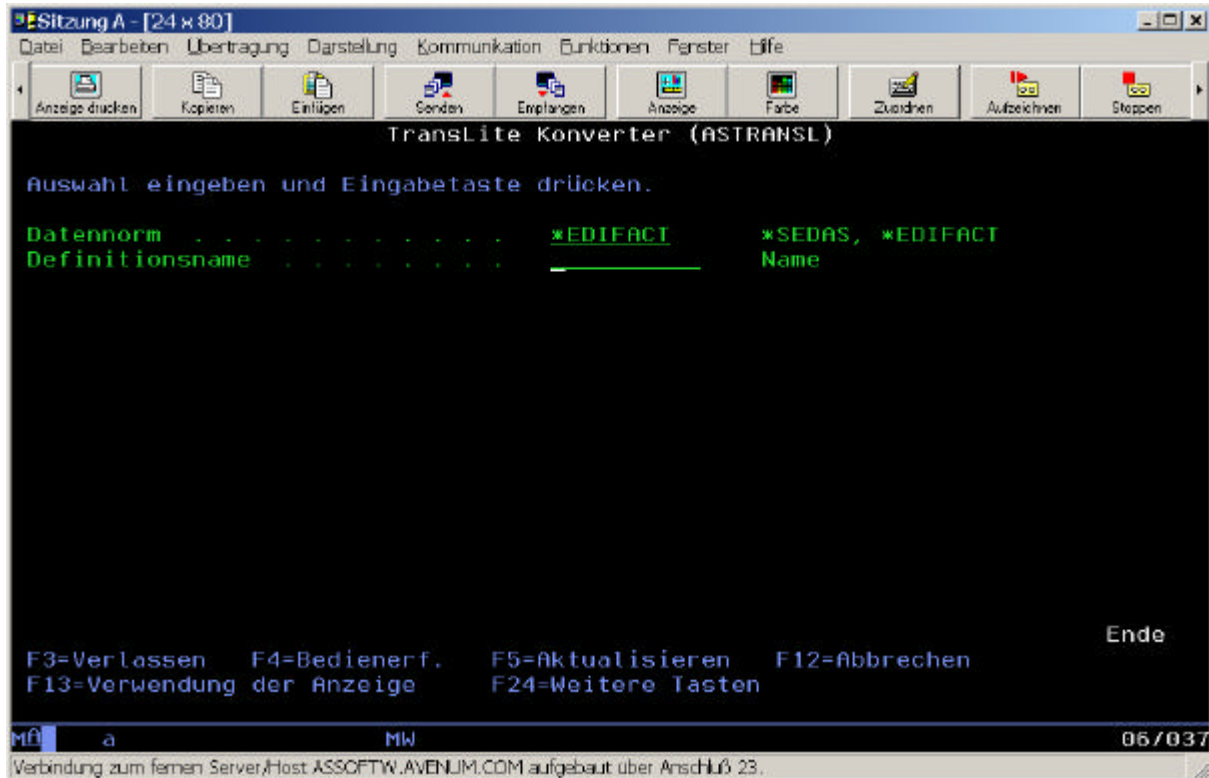 Sitzung A - [24 x 80]
Datei Bearbeiten Übertragung Darstellung Kommunikation Funktionen Fenster Hilfe
Anzeige drucken Kopieren Einfügen Senden Empfangen Anzeige Farbe Zuordnen Aufzeichnen Stoppen
TransLite Konverter (ASTRANSL)
Auswahl eingeben und Eingabetaste drücken.
Datennorm . . . . . . . . . . . *EDIFACT *SEDAS, *EDIFACT
Definitionsname . . . . . . . . Name
Ende
F3=Verlassen F4=Bedienerf. F5=Aktualisieren F12=Abbrechen
F13=Verwendung der Anzeige F24=Weitere Tasten
MA a MW 06/037
Verbindung zum fernen Server/Host ASSOFTW.AVENUM.COM aufgebaut über Anschluß 23.